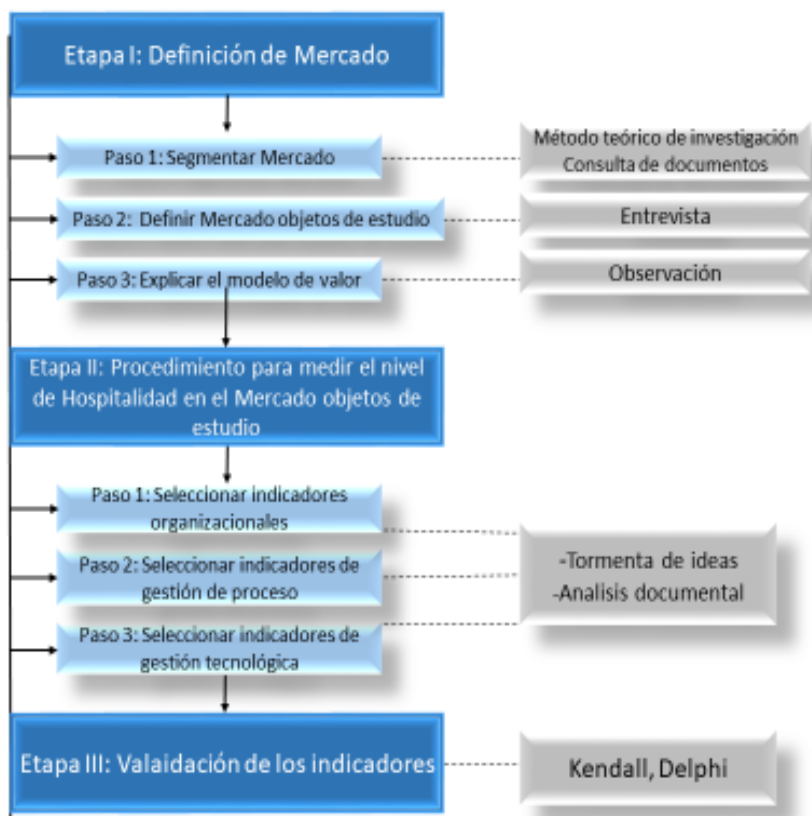 Etapa I: Definición de Mercado
Paso 1: Segmentar Mercado
Método teórico de investigación
Consulta de documentos
Paso 2: Definir Mercado objetos de estudio
Entrevista
Paso 3: Explicar el modelo de valor
Observación
Etapa II: Procedimiento para medir el nivel
de Hospitalidad en el Mercado objetos de
estudio
Paso 1: Seleccionar indicadores
organizacionales
Paso 2: Seleccionar indicadores de
gestión de proceso
Paso 3: Seleccionar indicadores de
gestión tecnológica
-Tormenta de ideas
-Analisis documental
Etapa III: Valaidación de los indicadores
Kendall, Delphi